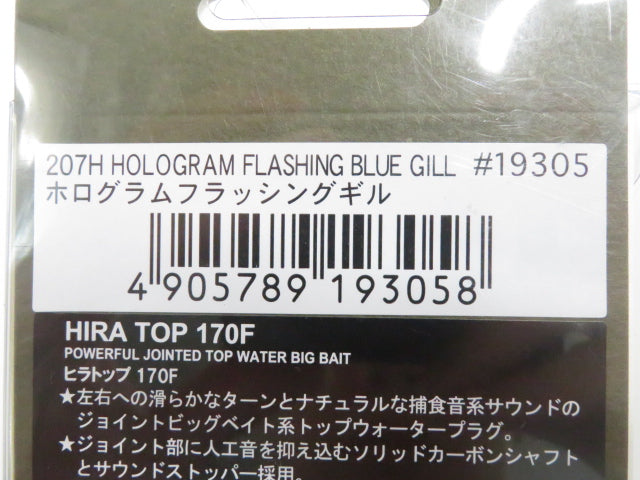 207H HOLOGRAM FLASHING BLUE GILL #19305
ホログラムフラッシングギル
4 905789 193058
HIRA TOP 170F
POWERFUL JOINTED TOP WATER BIG BAIT
ヒラトップ 170F
★左右への滑らかなターンとナチュラルな捕食音系サウンドの
ジョイントビッグベイト系トップウォータープラグ。
★ジョイント部に人工音を抑え込むソリッドカーボンシャフト
とサウンドストッパー採用。